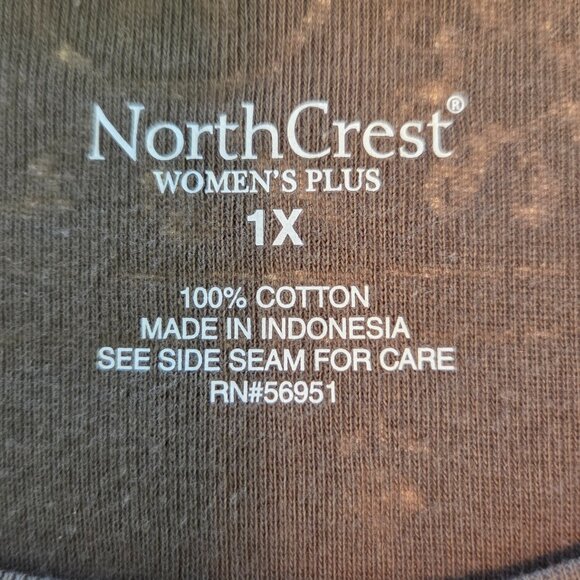 NorthCrest®
WOMEN'S PLUS
1X
100% COTTON
MADE IN INDONESIA
SEE SIDE SEAM FOR CARE
RN#56951